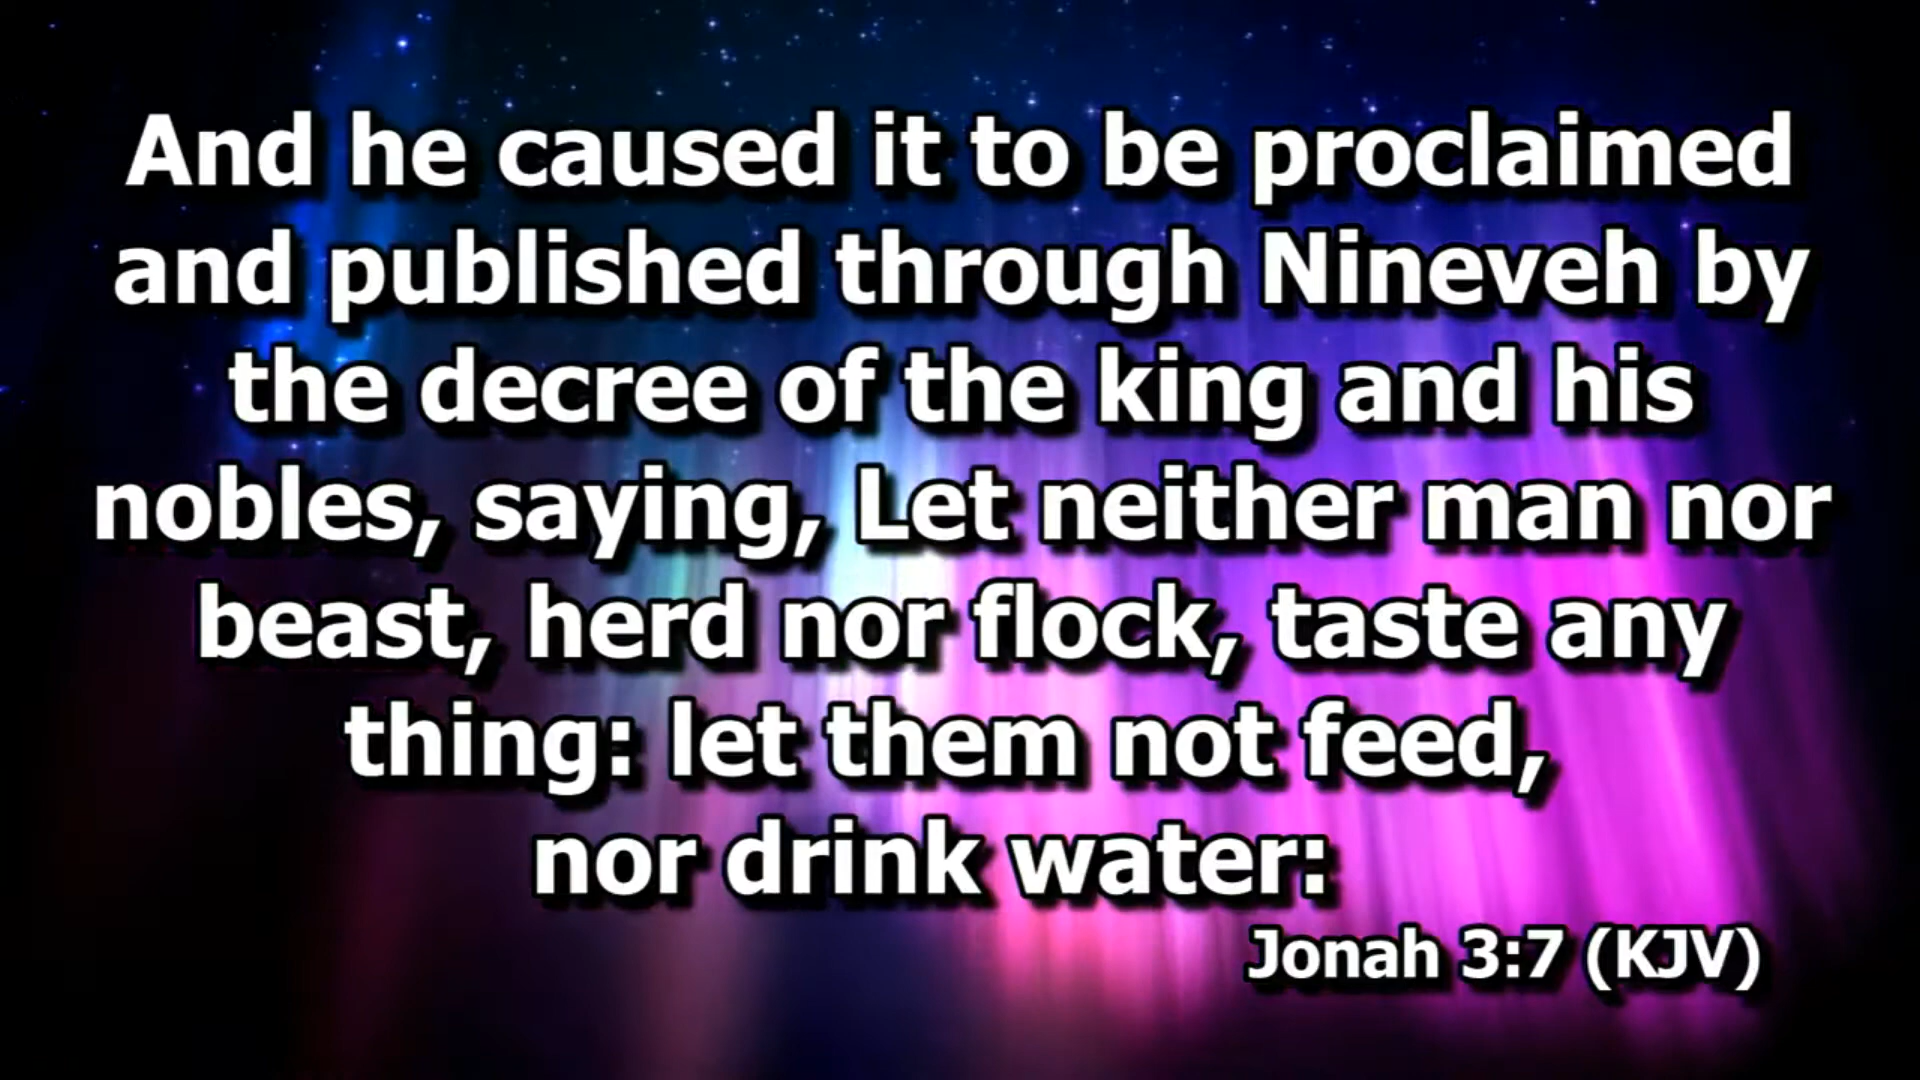 And he caused it to be proclaimed
and published through Nineveh by
the decree of the king and his
nobles, saying, Let neither man nor
beast, herd nor flock, taste any
thing: let them not feed,
nor drink water:
Jonah 3:7 (KJV)